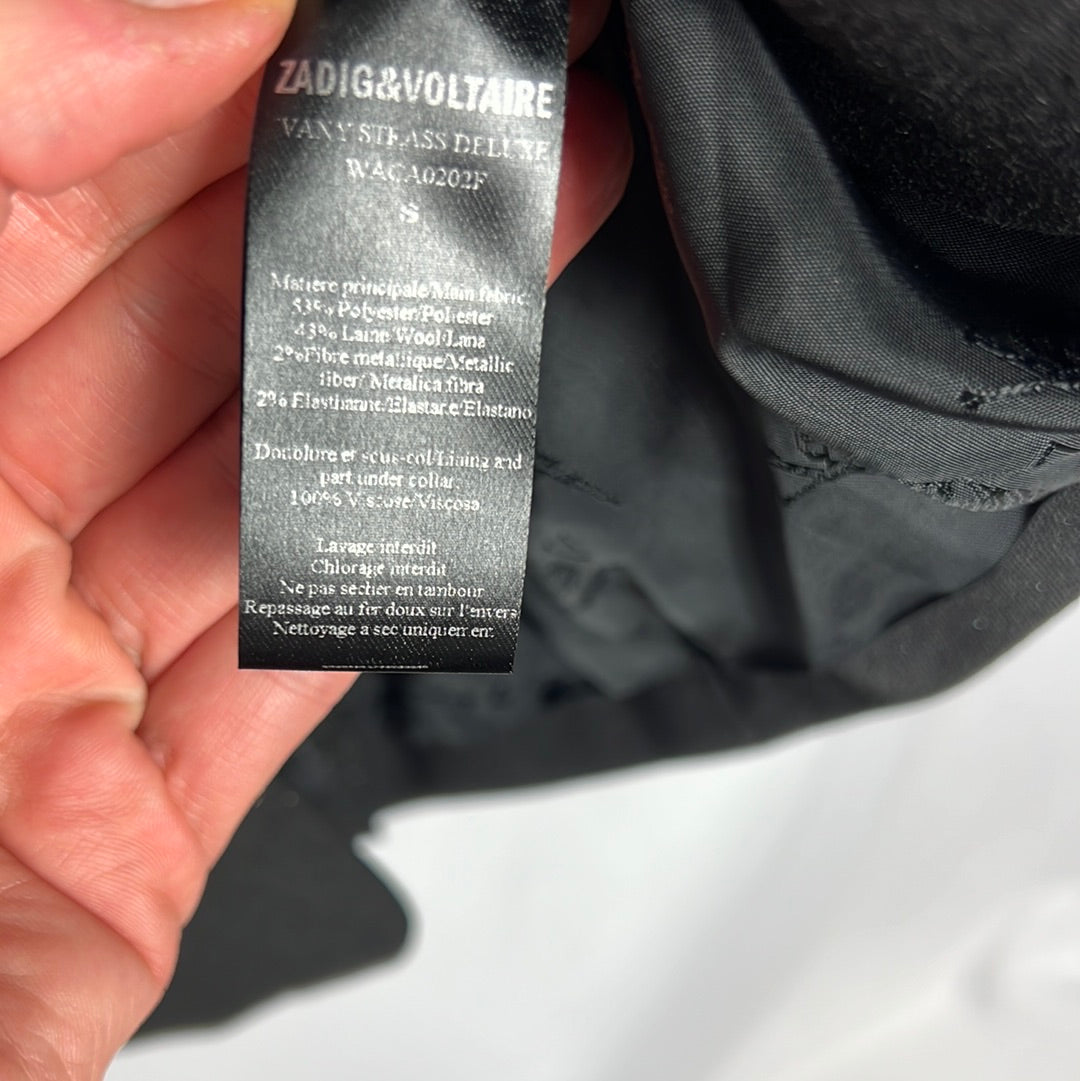 ZADIG&VOLTAIRE
VANY STRASS DELUXE
WACA0202F
S
Matiere principale/Main fabric
53% Polyester/Poliester
43% Laine/Wool/Lana
2%Fibre metallique/Metallic
fiber/ Metalica fibra
2% Elasthanne/Elastane/Elastano
Doublure et sous-col/Lining and
part under collar
100% Viscose/Viscosa
Lavage interdit
Chlorage interdit
Ne pas secher en tambour
Repassage au fer doux sur l'envers
Nettoyage a sec uniquement